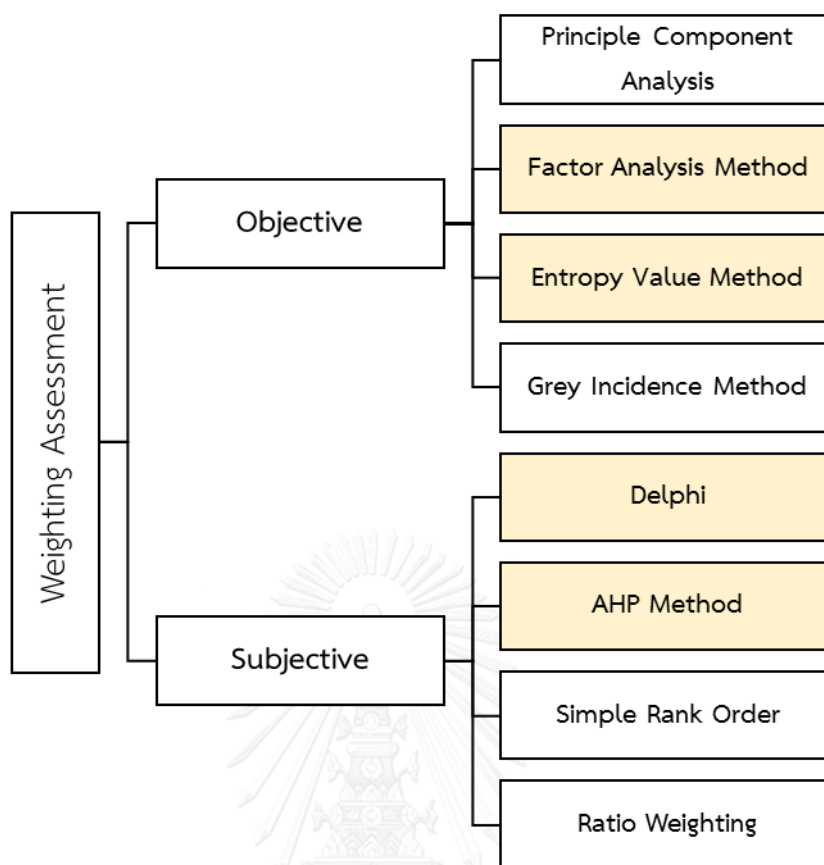 Weighting Assessment
Objective
Principle Component
Analysis
Factor Analysis Method
Entropy Value Method
Grey Incidence Method
Subjective
Delphi
AHP Method
Simple Rank Order
Ratio Weighting